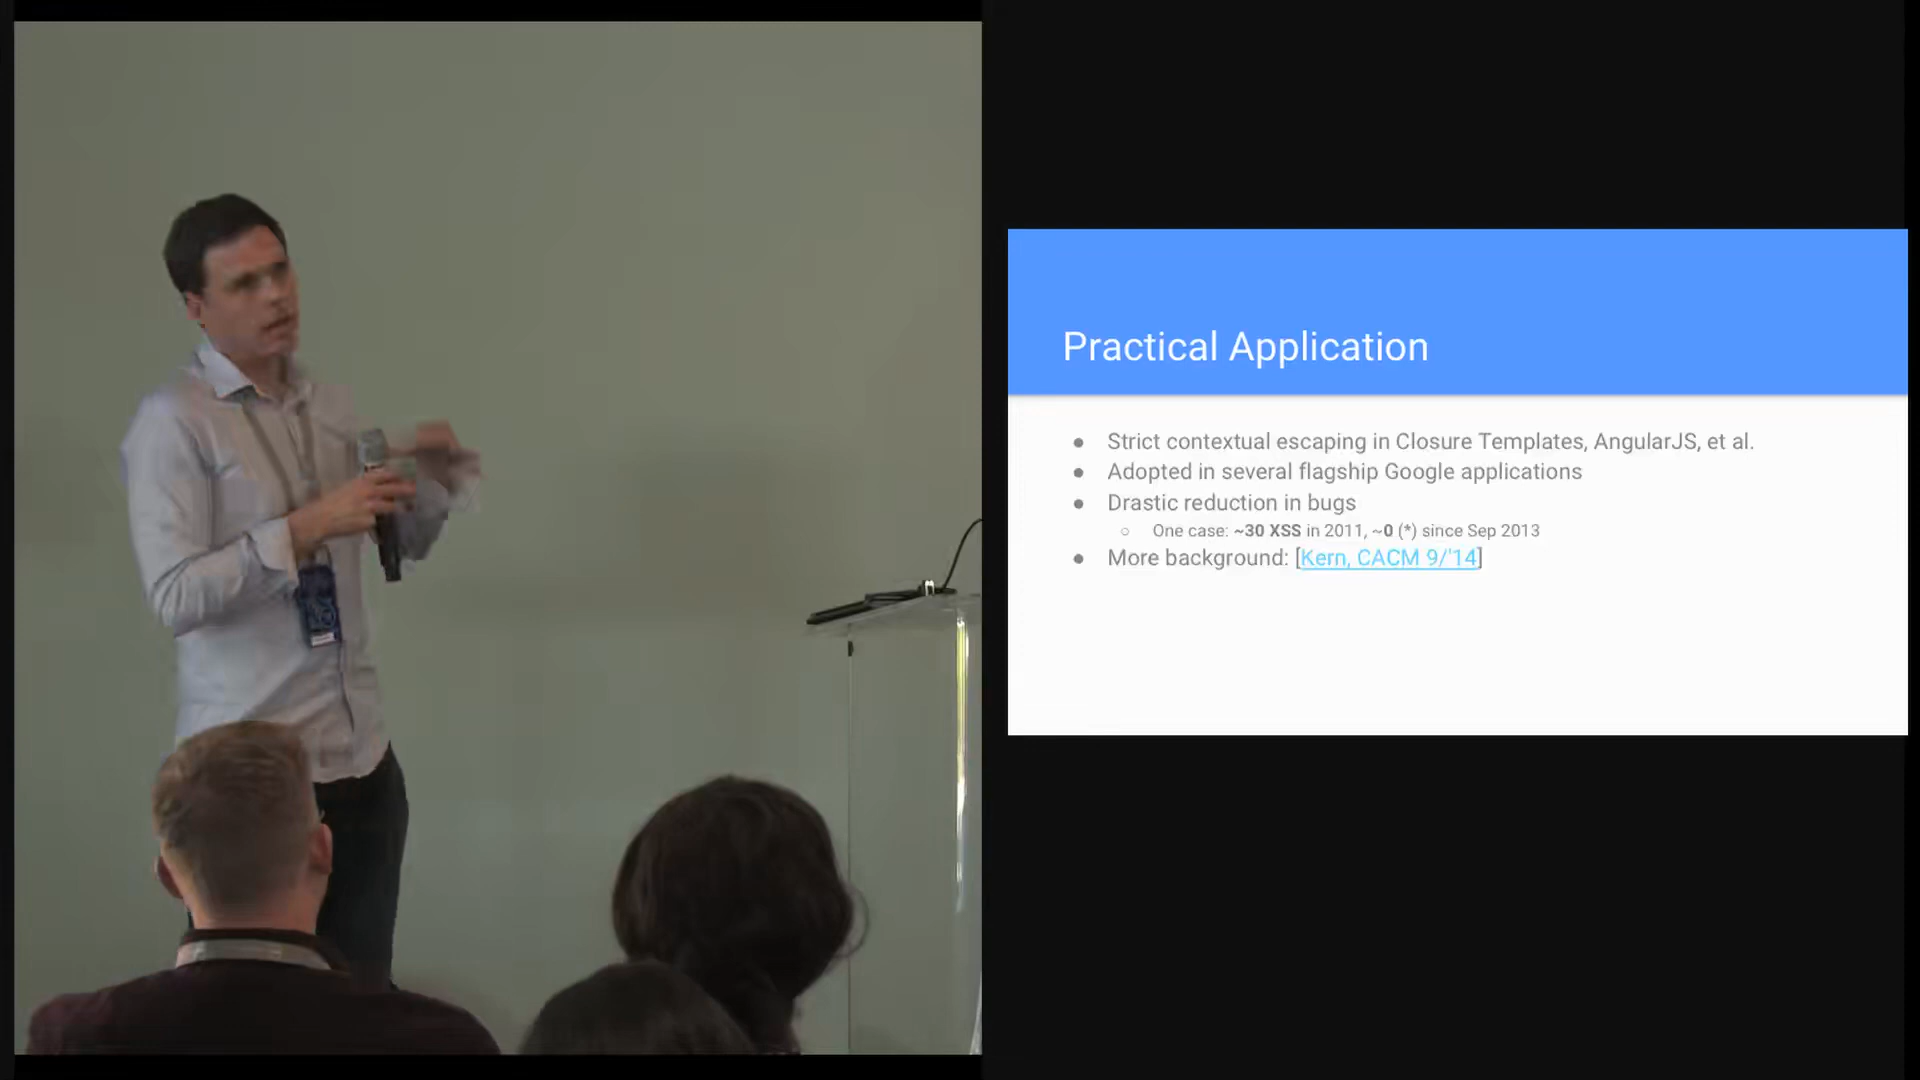 Practical Application
● Strict contextual escaping in Closure Templates, AngularJS, et al.
● Adopted in several flagship Google applications
● Drastic reduction in bugs
○ One case: ~30 XSS in 2011, ~0 (*) since Sep 2013
● More background: [Kern, CACM 9/'14]